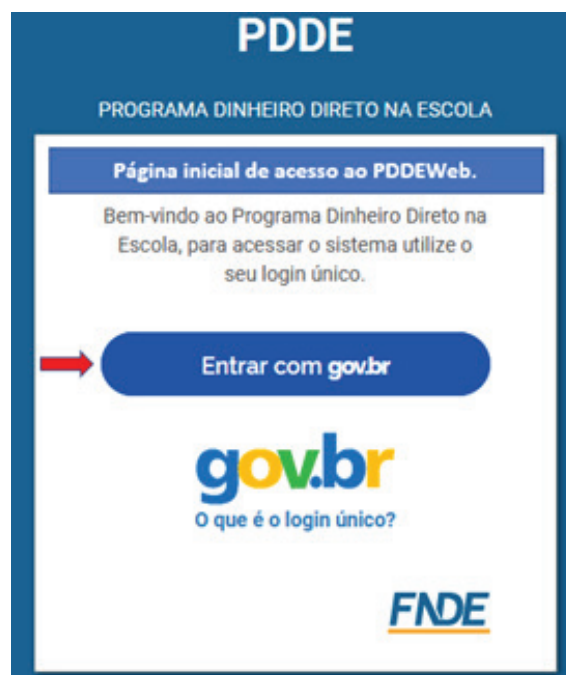 PDDE
PROGRAMA DINHEIRO DIRETO NA ESCOLA
Página inicial de acesso ao PDDEWeb.
Bem-vindo ao Programa Dinheiro Direto na
Escola, para acessar o sistema utilize o
seu login único.
Entrar com gov.br
gov.br
O que é o login único?
FNDE